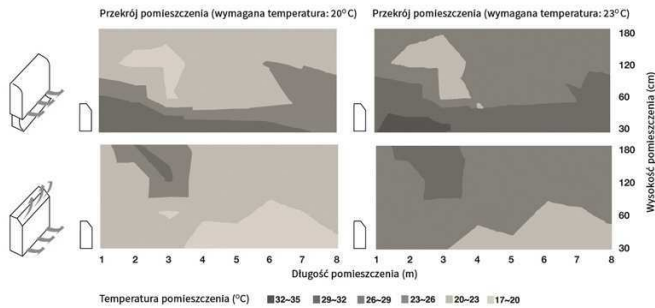 Przekrój pomieszczenia (wymagana temperatura: 20°C)
Przekrój pomieszczenia (wymagana temperatura: 23°C)
180
120
60
30
Wysokość pomieszczenia (cm)
180
120
60
30
1 2 3 4 5 6 7 8
1 2 3 4 5 6 7 8
Długość pomieszczenia (m)
Temperatura pomieszczenia (°C) 32~35 29~32 26~29 23~26 20~23 17~20